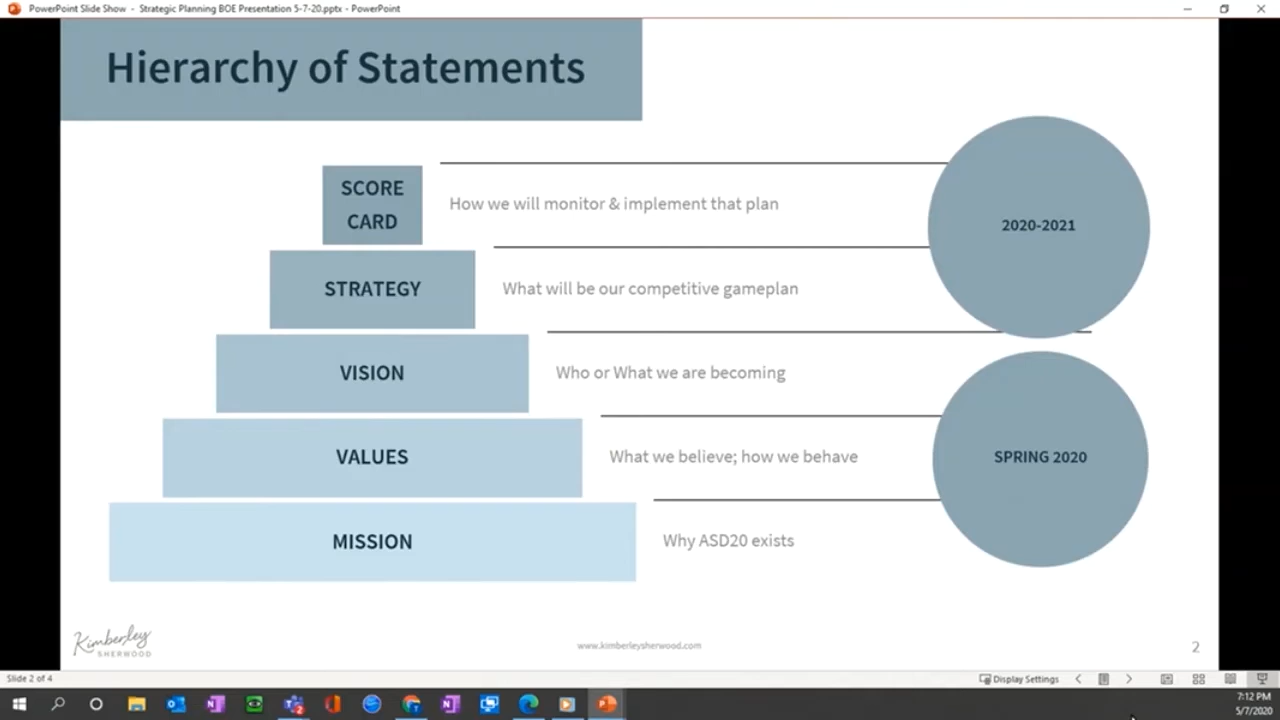 PowerPoint Slide Show - Strategic Planning BOE Presentation 5-7-20.pptx - PowerPoint
Hierarchy of Statements
SCORE
CARD
How we will monitor & implement that plan
2020-2021
STRATEGY
What will be our competitive gameplan
VISION
Who or What we are becoming
VALUES
What we believe; how we behave
SPRING 2020
MISSION
Why ASD20 exists
Kimberley
SHERWOOD
www.kimberleysherwood.com
2
Slide 2 of 4
Display Settings
7:12 PM
5/7/2020